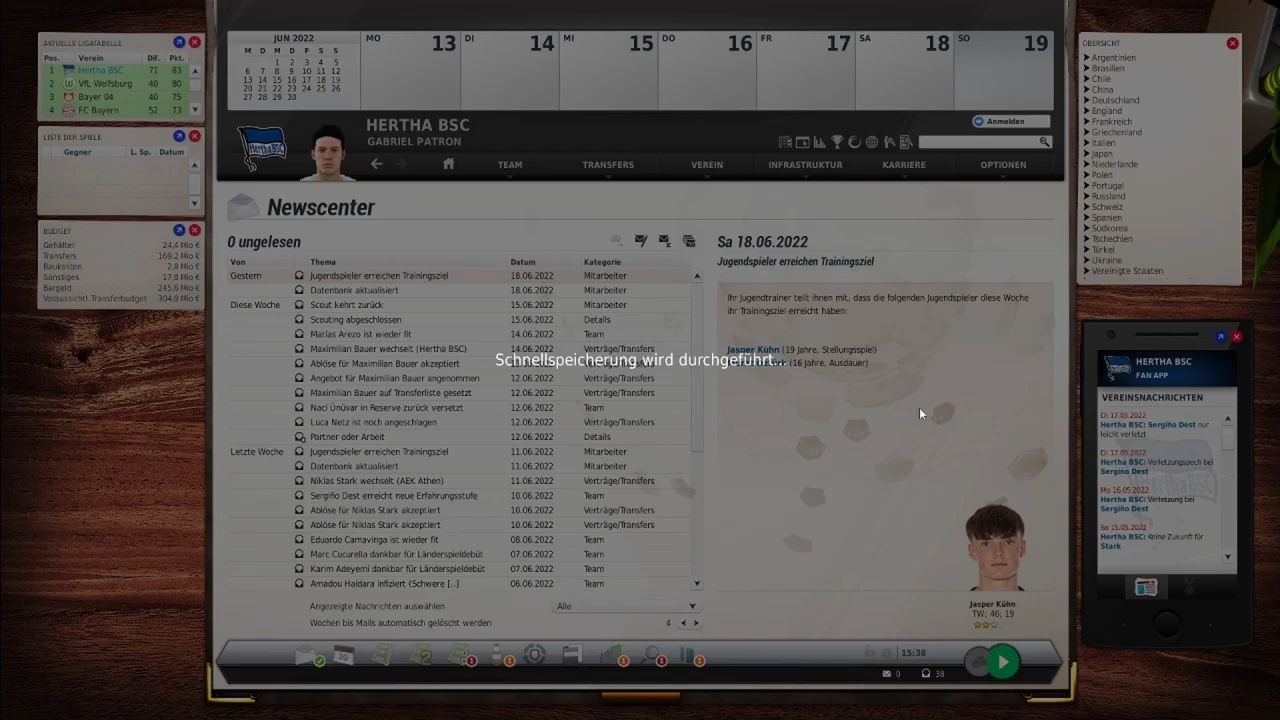 AKTUELLE LIGATABELLE
Pos. Verein Dif. Pkt.
1 Hertha BSC 71 83
2 VfL Wolfsburg 40 80
3 Bayer 04 40 75
4 FC Bayern 52 73
LISTE DER SPIELE
Gegner L. Sp. Datum
BUDGET
Gehälter 24,4 Mio €
Transfers 169,2 Mio €
Baukosten 2,8 Mio €
Sonstiges 17,8 Mio €
Bargeld 245,6 Mio €
Voraussichtl. Transferbudget 304,0 Mio €
JUN 2022
M D M D F S S
1 2 3 4 5
6 7 8 9 10 11 12
13 14 15 16 17 18 19
20 21 22 23 24 25 26
27 28 29 30
MO 13 DI 14 MI 15 DO 16 FR 17 SA 18 SO 19
HERTHA BSC
GABRIEL PATRON
Anmelden
TEAM TRANSFERS VEREIN INFRASTRUKTUR KARRIERE OPTIONEN
Newscenter
0 ungelesen
Von Thema Datum Kategorie
Gestern Jugendspieler erreichen Trainingsziel 18.06.2022 Mitarbeiter
Datenbank aktualisiert 18.06.2022 Mitarbeiter
Diese Woche Scout kehrt zurück 15.06.2022 Mitarbeiter
Scouting abgeschlossen 15.06.2022 Details
Matías Arezo ist wieder fit 14.06.2022 Team
Maximilian Bauer wechselt (Hertha BSC) 14.06.2022 Verträge/Transfers
Ablöse für Maximilian Bauer akzeptiert Verträge/Transfers
Angebot für Maximilian Bauer angenommen 12.06.2022 Verträge/Transfers
Maximilian Bauer auf Transferliste gesetzt 12.06.2022 Verträge/Transfers
Naci Ünüvar in Reserve zurück versetzt 12.06.2022 Team
Luca Netz ist noch angeschlagen 12.06.2022 Verträge/Transfers
Partner oder Arbeit 12.06.2022 Details
Letzte Woche Jugendspieler erreichen Trainingsziel 11.06.2022 Mitarbeiter
Datenbank aktualisiert 11.06.2022 Mitarbeiter
Niklas Stark wechselt (AEK Athen) 11.06.2022 Verträge/Transfers
Sergiño Dest erreicht neue Erfahrungsstufe 10.06.2022 Team
Ablöse für Niklas Stark akzeptiert 10.06.2022 Verträge/Transfers
Ablöse für Niklas Stark akzeptiert 10.06.2022 Verträge/Transfers
Eduardo Camavinga ist wieder fit 08.06.2022 Team
Marc Cucurella dankbar für Länderspieldebüt 07.06.2022 Team
Karim Adeyemi dankbar für Länderspieldebüt 07.06.2022 Team
Amadou Haidara infiziert (Schwere [..] 06.06.2022 Team
Angezeigte Nachrichten auswählen Alle
Wochen bis Mails automatisch gelöscht werden 4
Schnellspeicherung wird durchgeführt...
Sa 18.06.2022
Jugendspieler erreichen Trainingsziel
Ihr Jugendtrainer teilt ihnen mit, dass die folgenden Jugendspieler diese Woche
ihr Trainingsziel erreicht haben:
Jasper Kühn (19 Jahre, Stellungsspiel)
(16 Jahre, Ausdauer)
Jasper Kühn
TW; 46; 19
30
1 1 1 1 1
15:38
0 38
ÜBERSICHT
Argentinien
Brasilien
Chile
China
Deutschland
England
Frankreich
Griechenland
Italien
Japan
Niederlande
Polen
Portugal
Russland
Schweiz
Spanien
Südkorea
Tschechien
Türkei
Ukraine
Vereinigte Staaten
HERTHA BSC
FAN APP
VEREINSNACHRICHTEN
Di 17.05.2022
Hertha BSC: Sergiño Dest nur
leicht verletzt
Di 17.05.2022
Hertha BSC: Verletzungspech bei
Sergiño Dest
Mo 16.05.2022
Hertha BSC: Verletzung bei
Sergiño Dest
So 15.05.2022
Hertha BSC: Keine Zukunft für
Stark